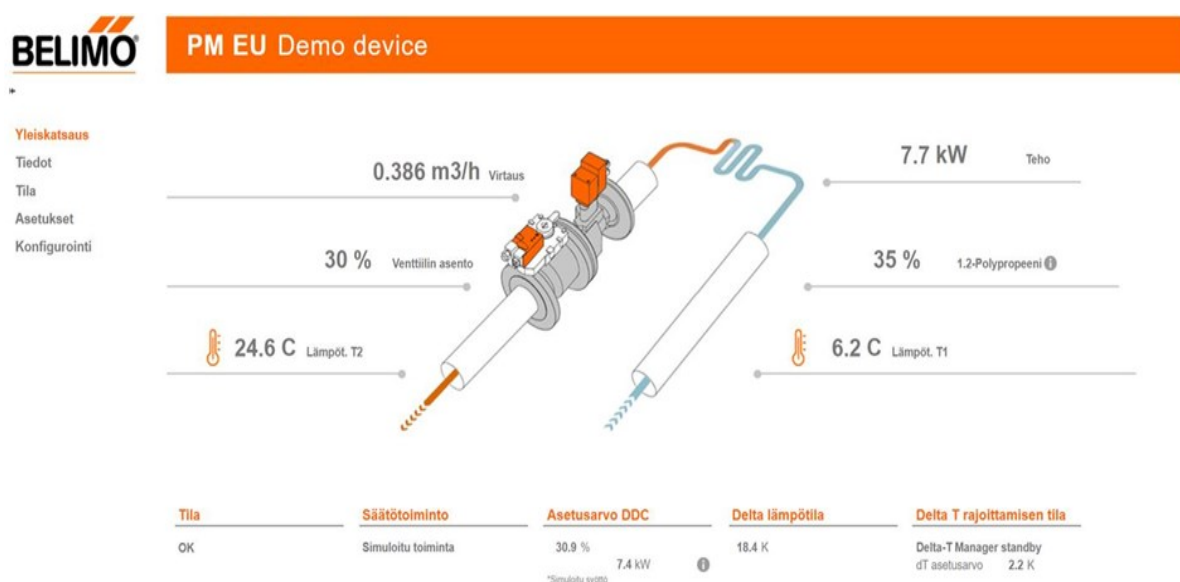 BELIMO
PM EU Demo device
Yleiskatsaus
Tiedot
Tila
Asetukset
Konfigurointi
0.386 m3/h Virtaus
7.7 kW Teho
30 % Venttiilin asento
35 % 1.2-Polypropeeni
24.6 C Lämpöt. T2
6.2 C Lämpöt. T1
Tila Säätötoiminto Asetusarvo DDC Delta lämpötila Delta T rajoittamisen tila
OK Simuloitu toiminta 30.9 % 18.4 K Delta-T Manager standby
7.4 kW dT asetusarvo 2.2 K
*Simuloitu syöttö